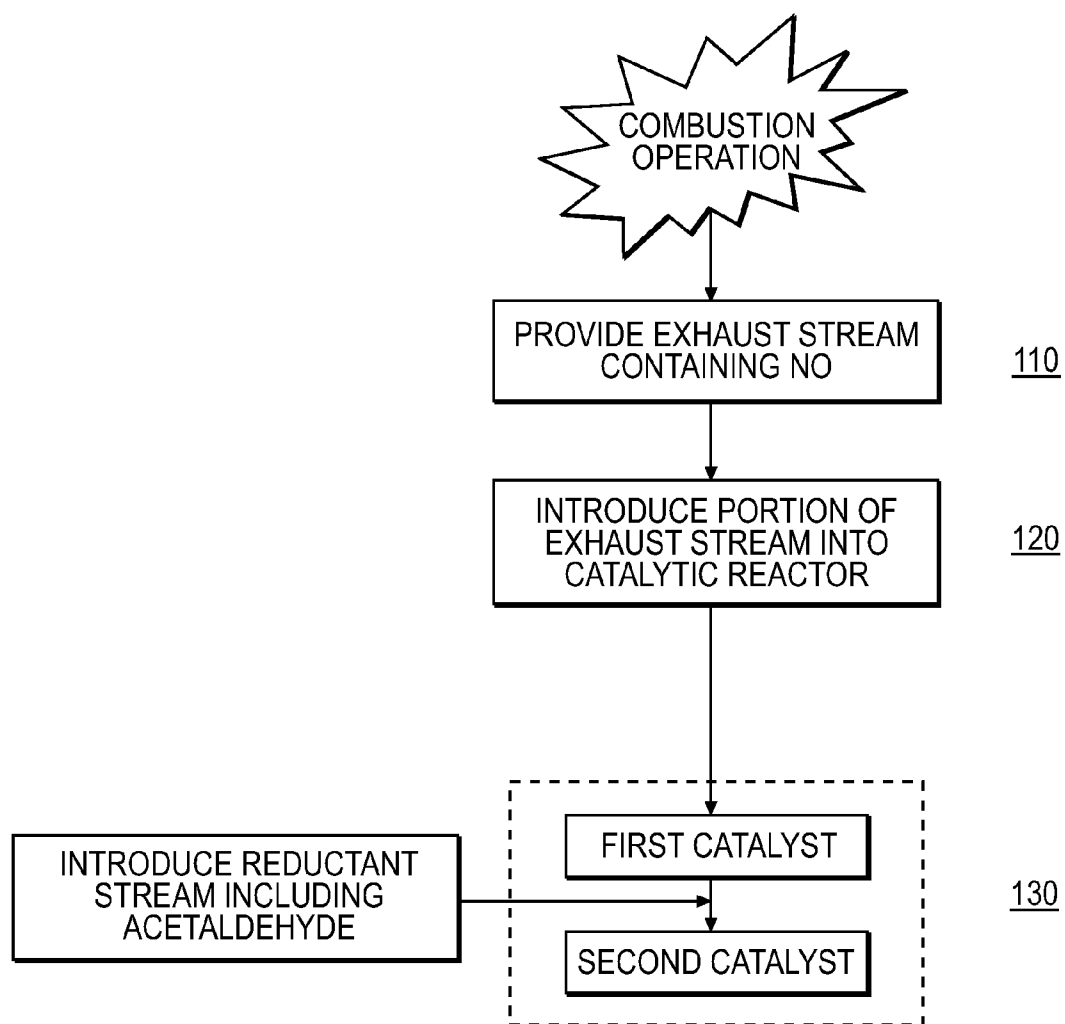 COMBUSTION
OPERATION
PROVIDE EXHAUST STREAM
CONTAINING NO
110
INTRODUCE PORTION OF
EXHAUST STREAM INTO
CATALYTIC REACTOR
120
FIRST CATALYST
INTRODUCE REDUCTANT
STREAM INCLUDING
ACETALDEHYDE
130
SECOND CATALYST